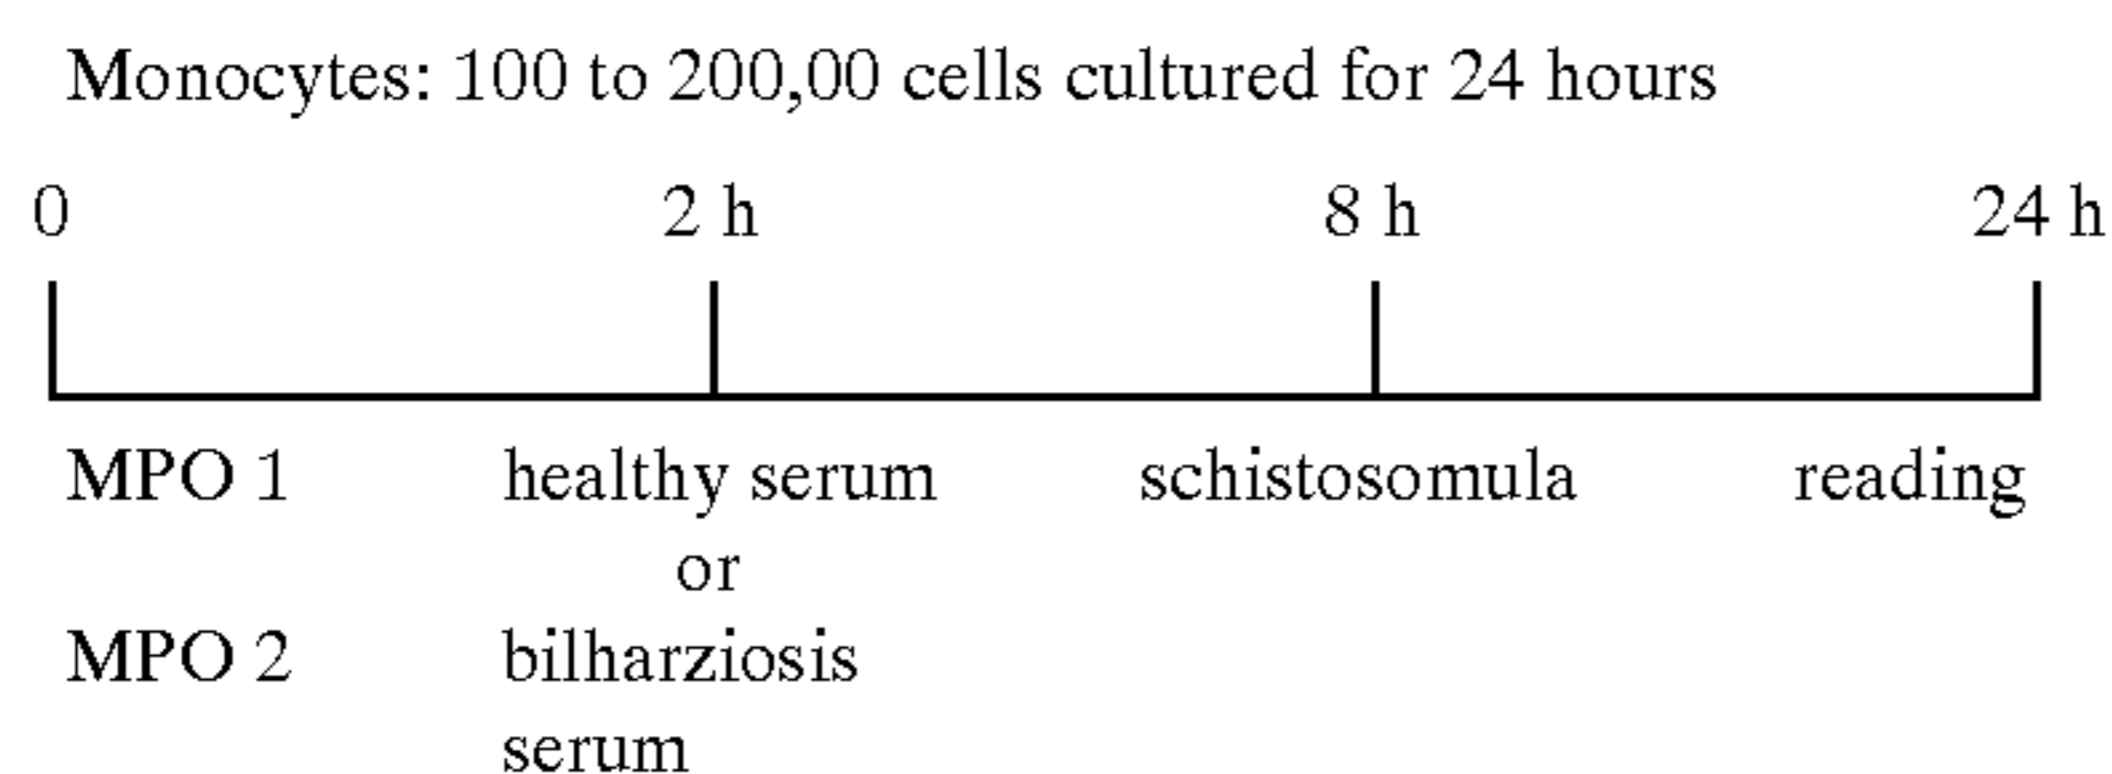 Monocytes: 100 to 200,00 cells cultured for 24 hours
0 2 h 8 h 24 h
MPO 1 healthy serum schistosomula reading
or
MPO 2 bilharziosis
serum